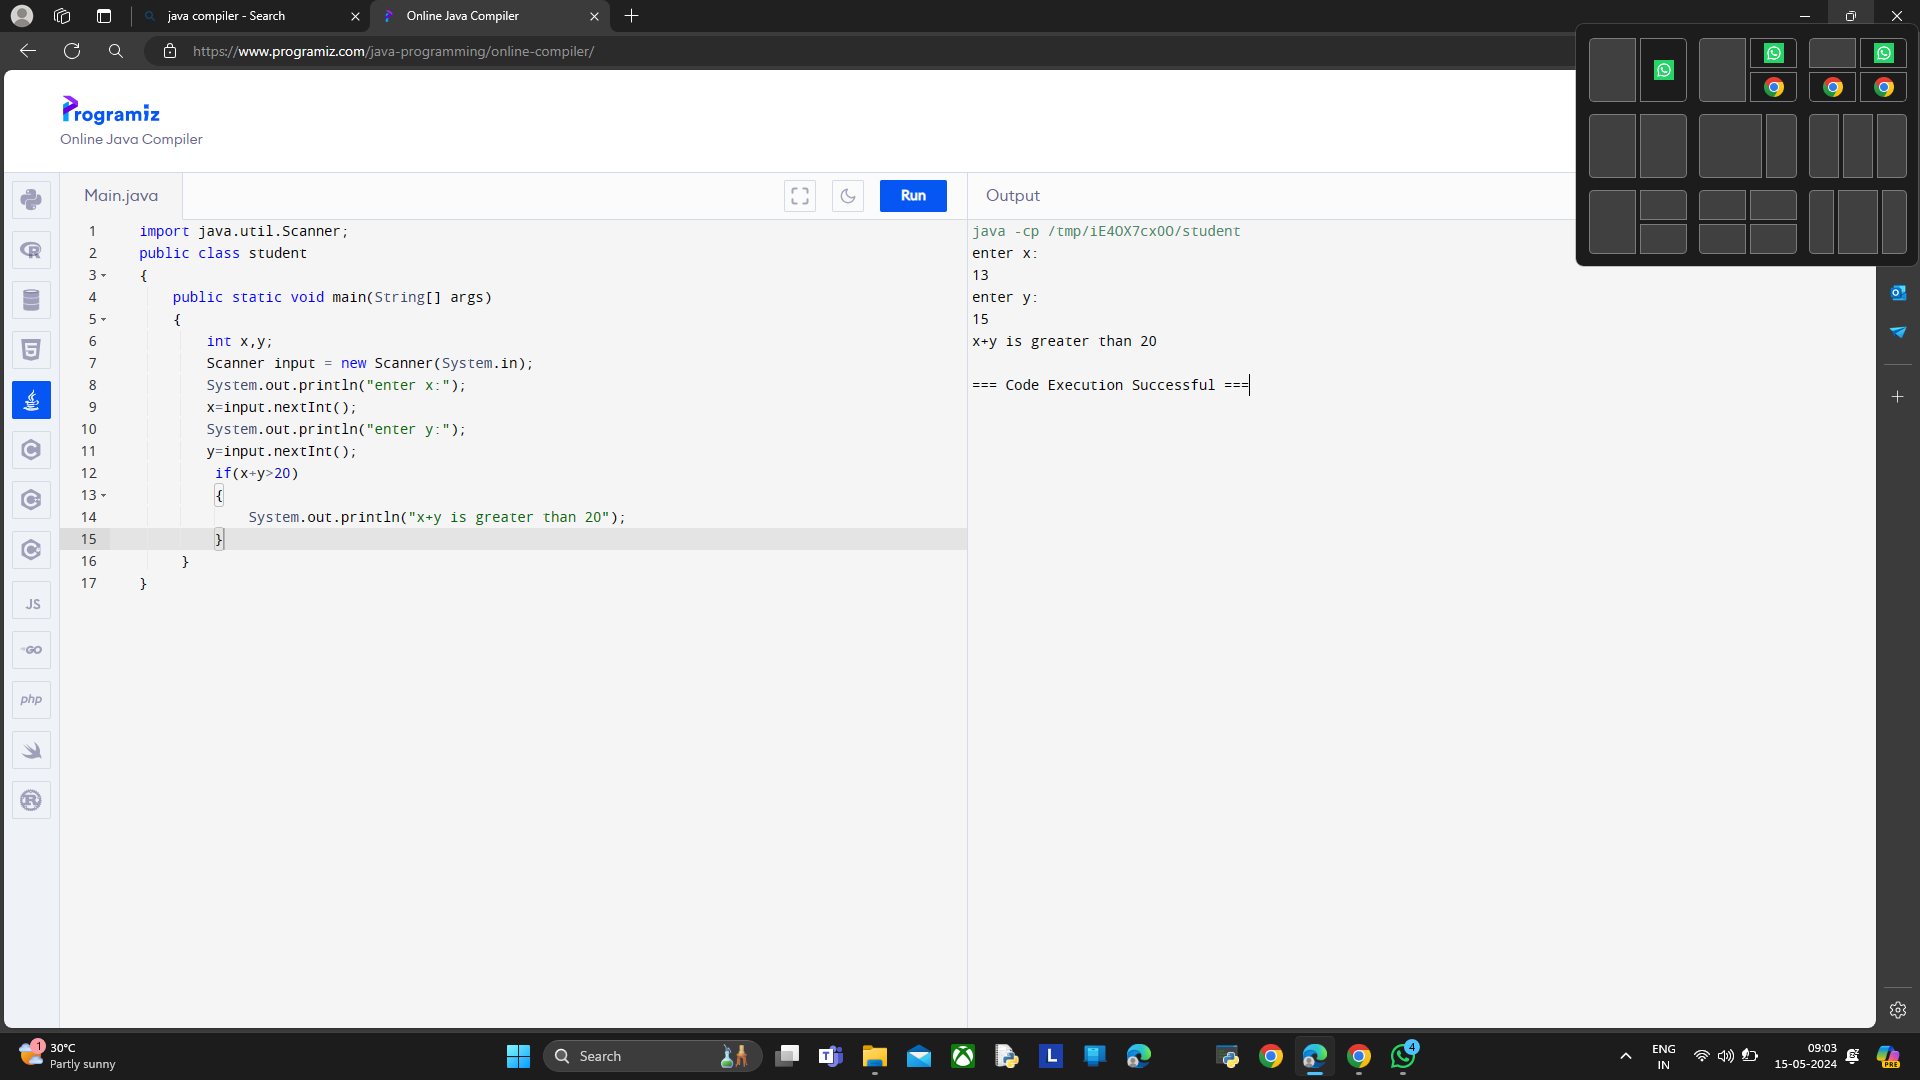 java compiler - Search
Online Java Compiler
https://www.programiz.com/java-programming/online-compiler/
Programiz
Online Java Compiler
Main.java
Run
Output
1 import java.util.Scanner;
2 public class student
3 {
4 public static void main(String[] args)
5 {
6 int x,y;
7 Scanner input = new Scanner(System.in);
8 System.out.println("enter x:");
9 x=input.nextInt();
10 System.out.println("enter y:");
11 y=input.nextInt();
12 if(x+y>20)
13 {
14 System.out.println("x+y is greater than 20");
15 }
16 }
17 }
java -cp /tmp/iE4OX7cxOO/student
enter x:
13
enter y:
15
x+y is greater than 20
=== Code Execution Successful ===
R
5
C
C
C
JS
GO
php
R
1
30°C
Partly sunny
Search
T
L
4
ENG
IN
09:03
15-05-2024
PRE